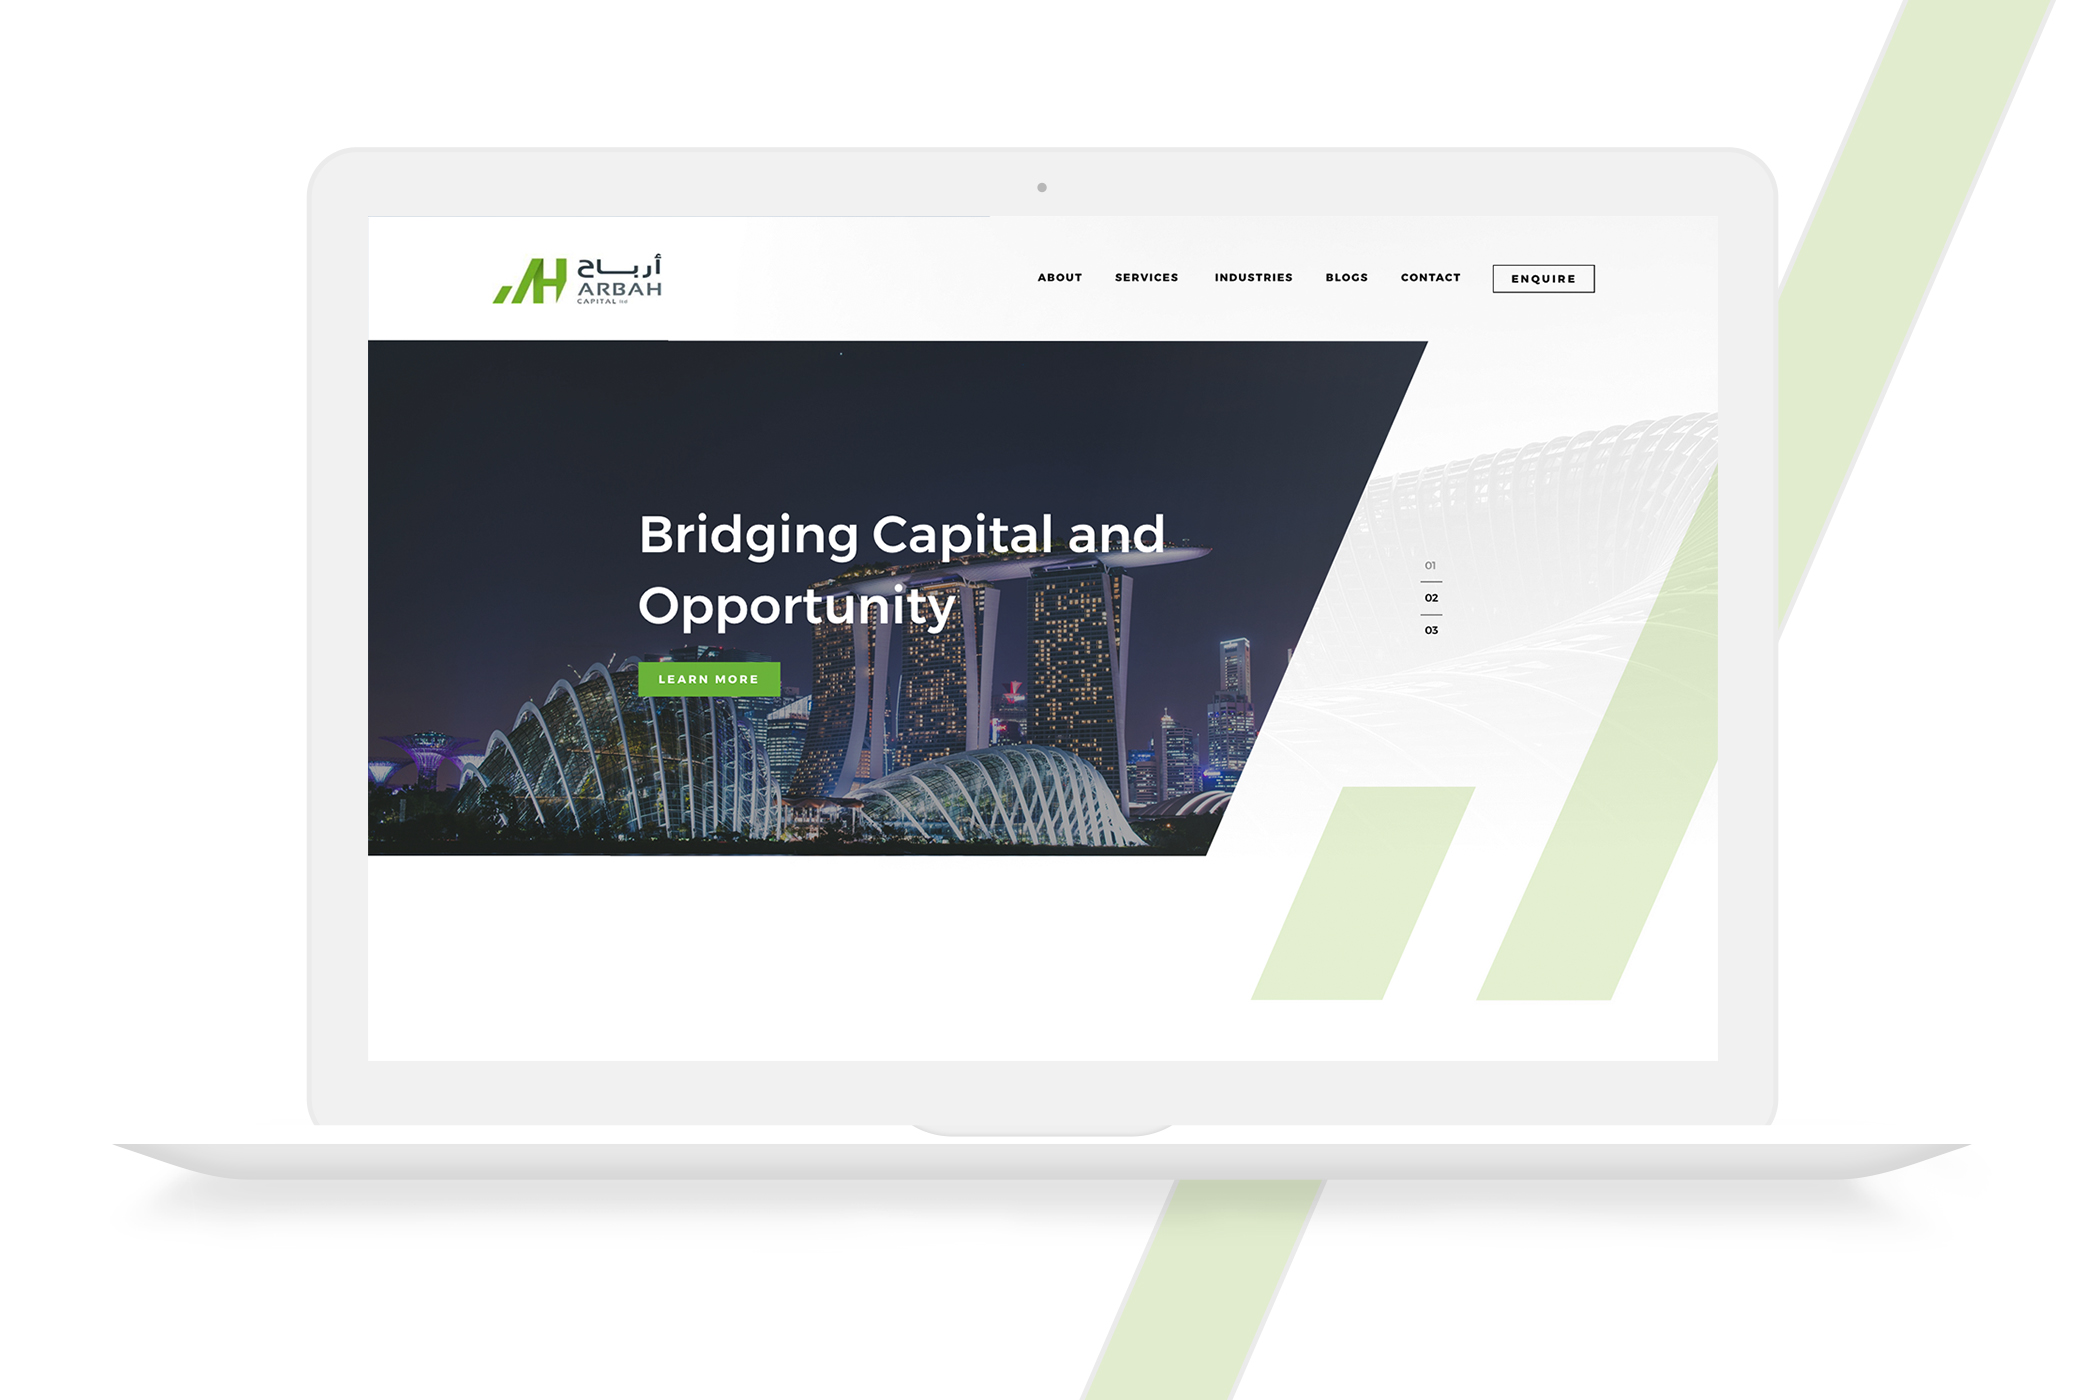 أرباح
ARBAH
CAPITAL
ABOUT SERVICES INDUSTRIES BLOGS CONTACT ENQUIRE
Bridging Capital and
Opportunity
LEARN MORE
01
02
03